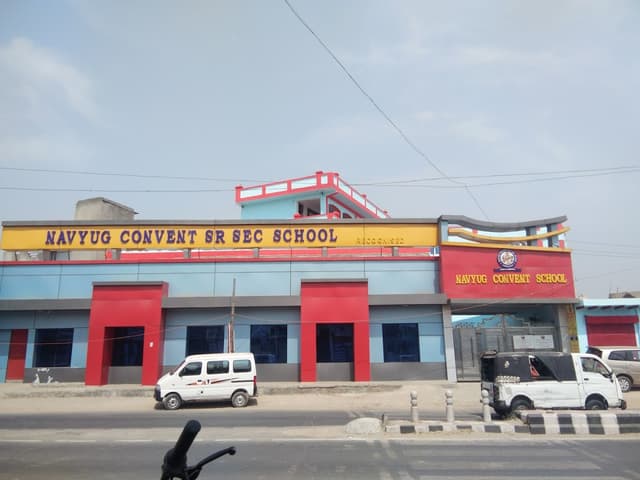 NAVYUG CONVENT SR SEC SCHOOL RECOGNISED
NAVYUG CONVENT SCHOOL